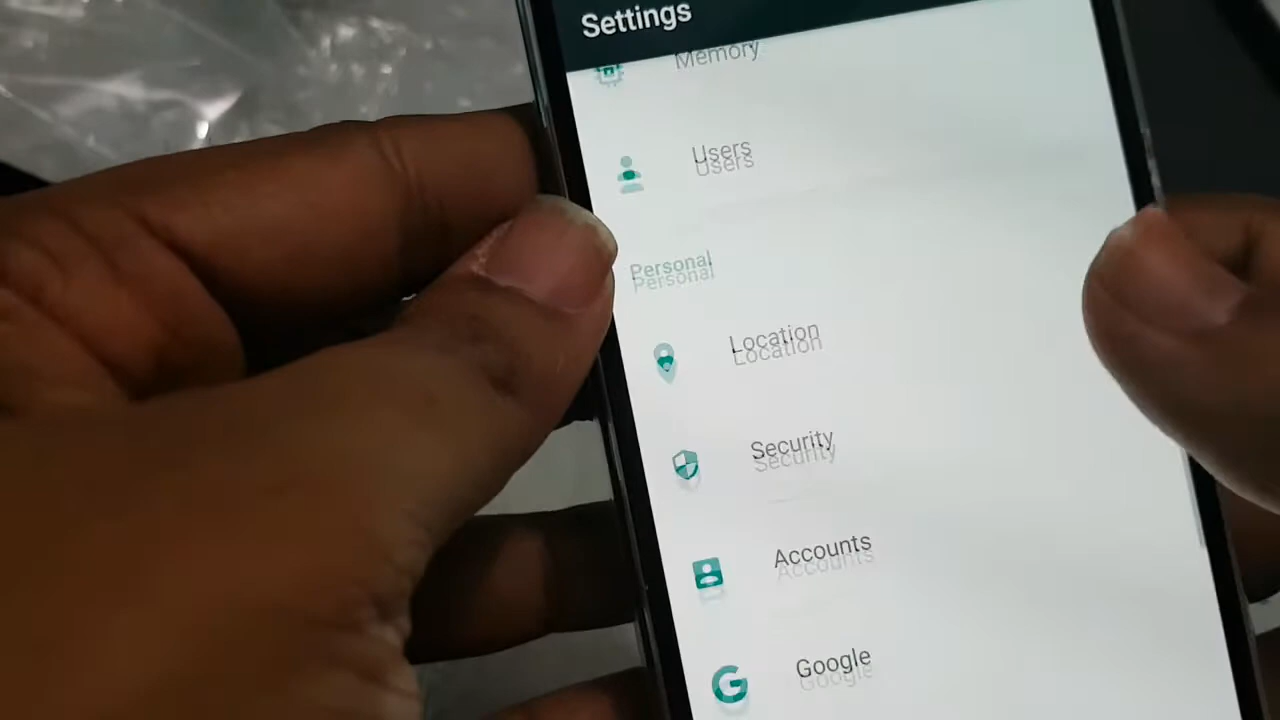 Settings
Memory
Users
Personal
Location
Security
Accounts
Google